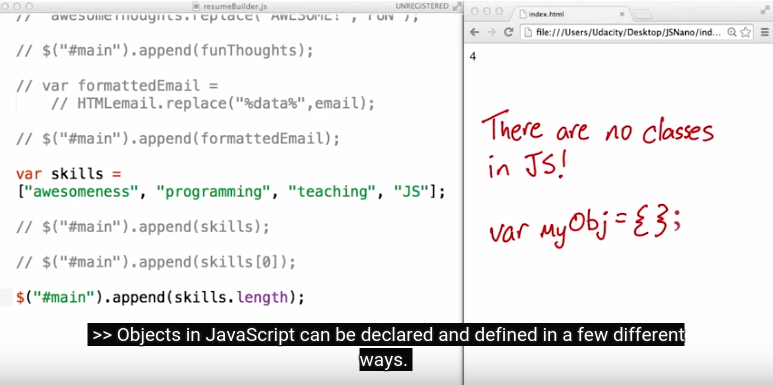 resumeBuilder.js
UNREGISTERED
// awesomeThoughts.replace("AWESOME!","FUN");
// $("#main").append(funThoughts);
// var formattedEmail =
// HTMLemail.replace("%data%",email);
// $("#main").append(formattedEmail);
var skills =
["awesomeness", "programming", "teaching", "JS"];
// $("#main").append(skills);
// $("#main").append(skills[0]);
$("#main").append(skills.length);
index.html
file:///Users/Udacity/Desktop/JSNano/ind...
4
There are no classes
in JS!
var myObj={};
>> Objects in JavaScript can be declared and defined in a few different
ways.